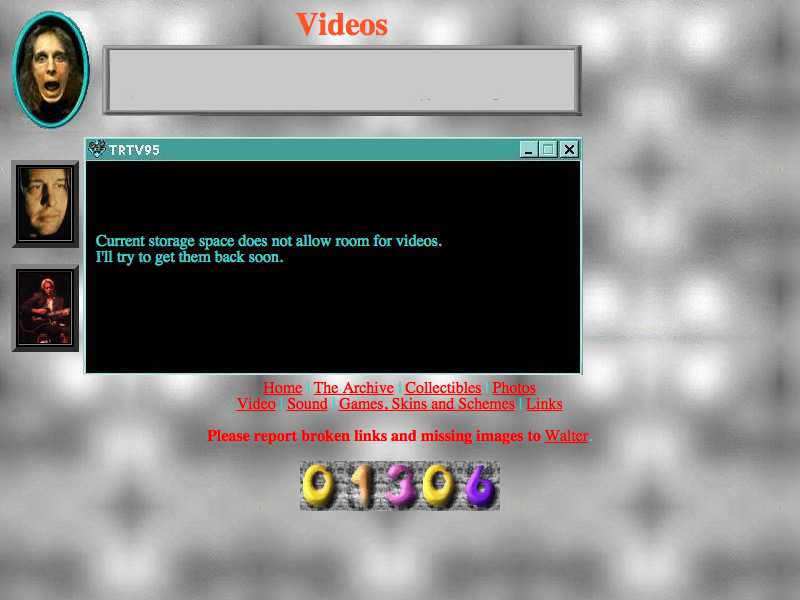 Videos
TRTV95
Current storage space does not allow room for videos.
I'll try to get them back soon.
Home | The Archive | Collectibles | Photos
Video | Sound | Games, Skins and Schemes | Links
Please report broken links and missing images to Walter.
01306